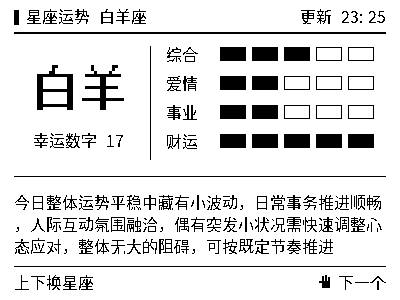 星座运势 白羊座
更新 23:25
白羊
幸运数字 17
综合
爱情
事业
财运
今日整体运势平稳中藏有小波动，日常事务推进顺畅
，人际互动氛围融洽，偶有突发小状况需快速调整心
态应对，整体无大的阻碍，可按既定节奏推进
上下换星座
下一个